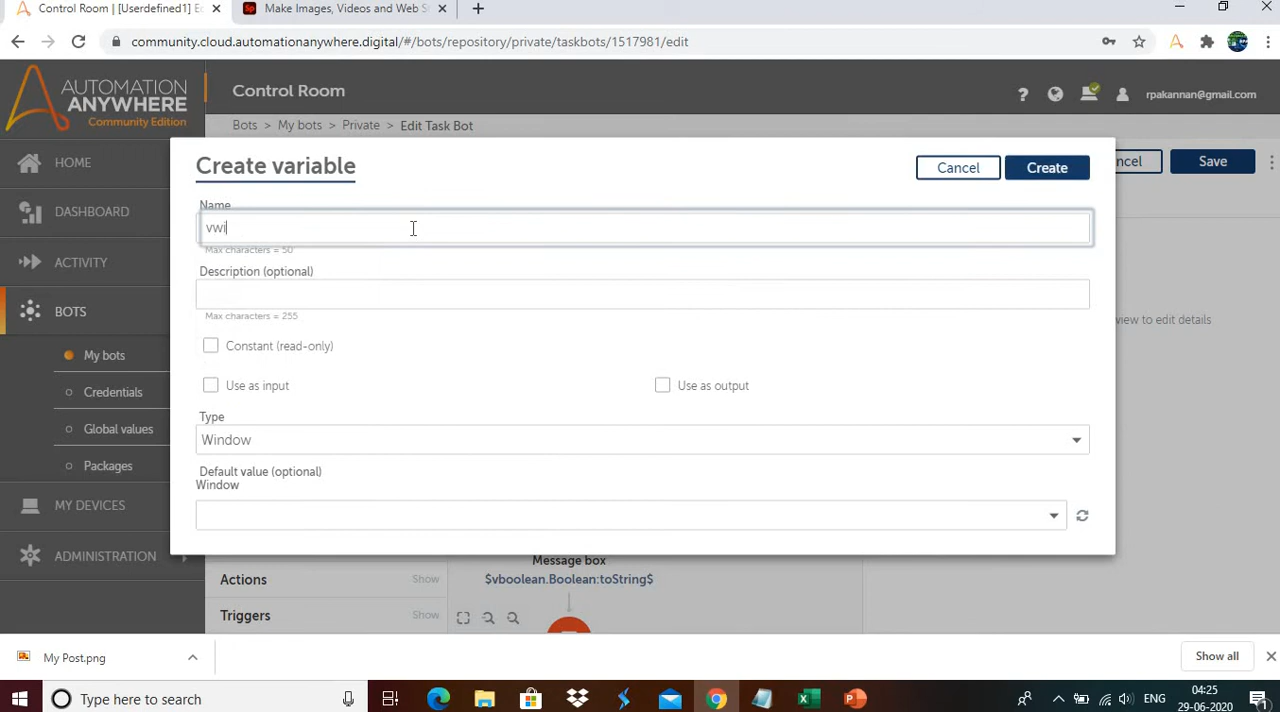 Control Room | [Userdefined1] Ec
Make Images, Videos and Web S
community.cloud.automationanywhere.digital/#/bots/repository/private/taskbots/1517981/edit
AUTOMATION
ANYWHERE
Community Edition
Control Room
rpakannan@gmail.com
Bots > My bots > Private > Edit Task Bot
HOME
DASHBOARD
ACTIVITY
BOTS
My bots
Credentials
Global values
Packages
MY DEVICES
ADMINISTRATION
Create variable
Cancel
Create
ncel
Save
Name
vwi
Max characters = 50
Description (optional)
Max characters = 255
view to edit details
Constant (read-only)
Use as input
Use as output
Type
Window
Default value (optional)
Window
Message box
$vboolean.Boolean:toString$
Actions
Show
Triggers
Show
My Post.png
Show all
Type here to search
ENG
04:25
29-06-2020
1